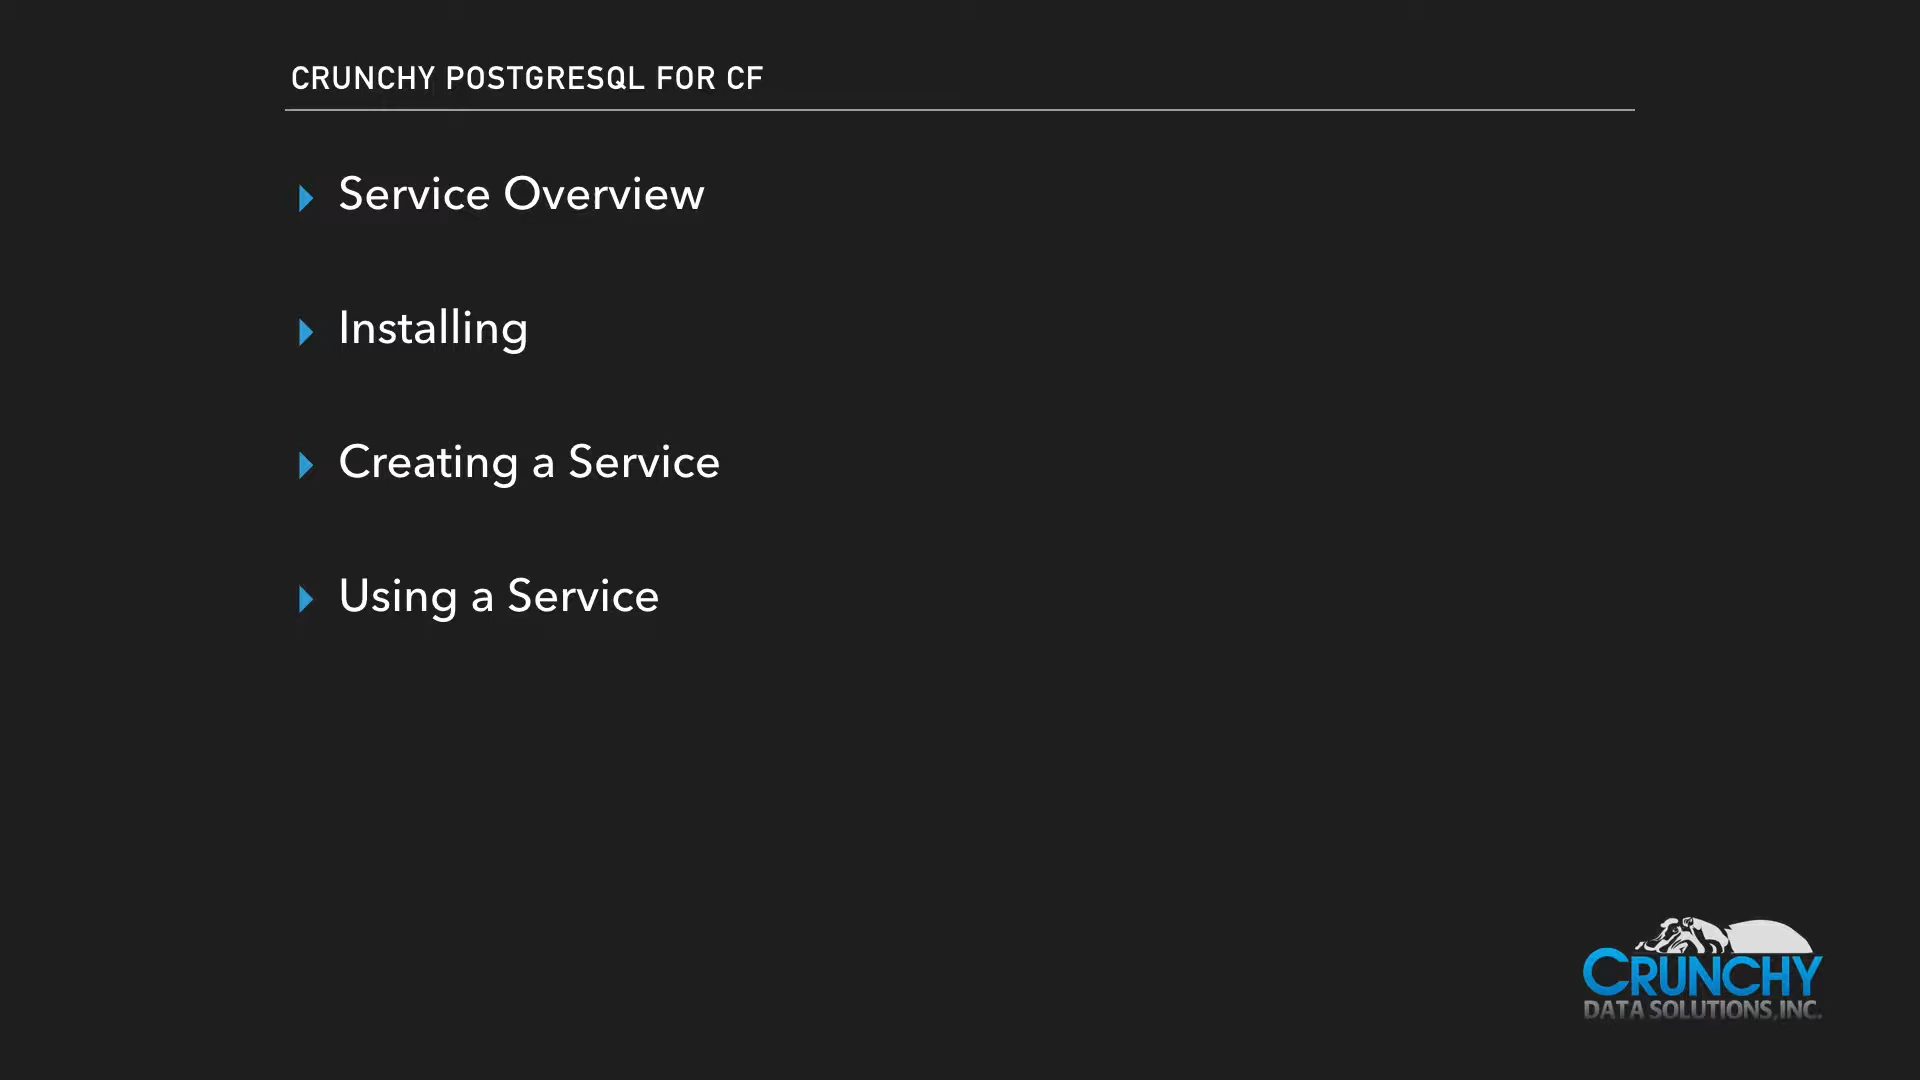 CRUNCHY POSTGRESQL FOR CF
Service Overview
Installing
Creating a Service
Using a Service
CRUNCHY
DATA SOLUTIONS, INC.